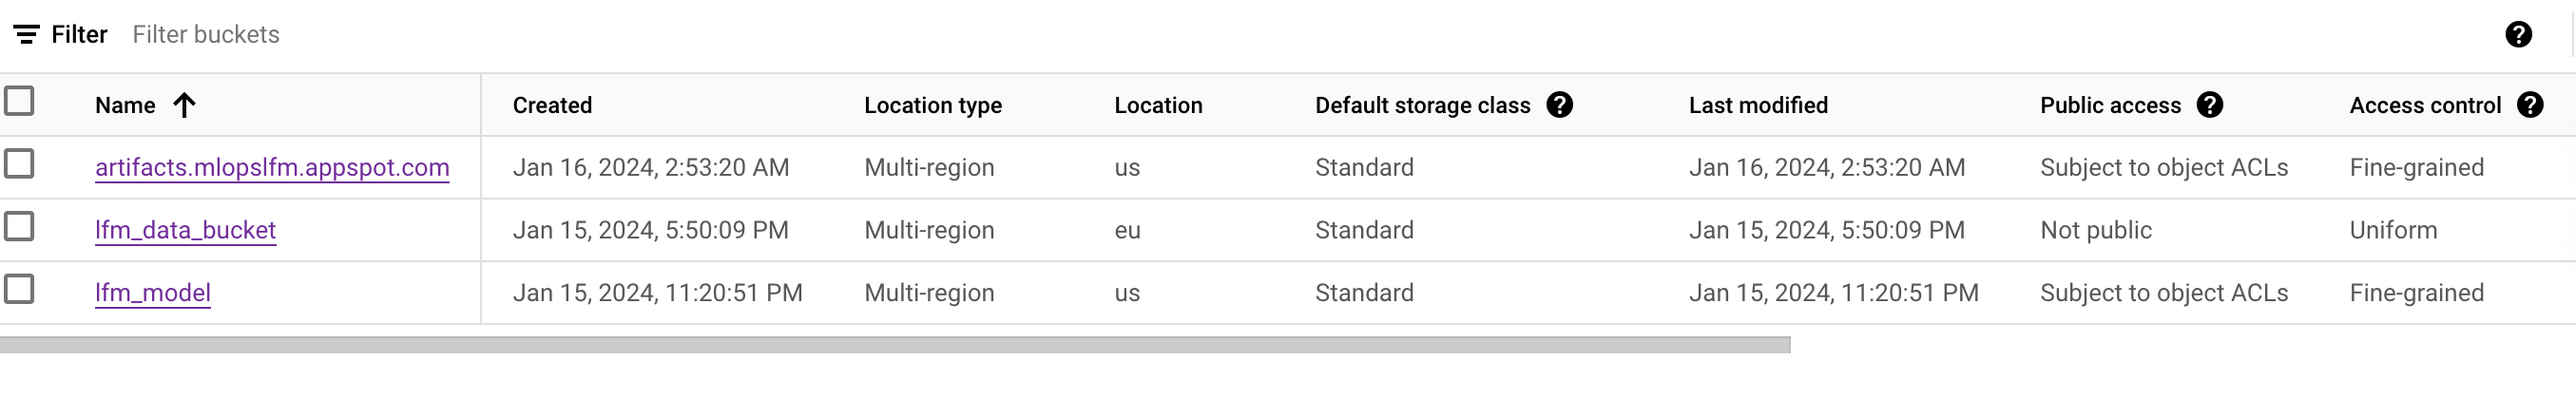 Filter Filter buckets
Name Created Location type Location Default storage class Last modified Public access Access control
artifacts.mlopslfm.appspot.com Jan 16, 2024, 2:53:20 AM Multi-region us Standard Jan 16, 2024, 2:53:20 AM Subject to object ACLs Fine-grained
lfm_data_bucket Jan 15, 2024, 5:50:09 PM Multi-region eu Standard Jan 15, 2024, 5:50:09 PM Not public Uniform
lfm_model Jan 15, 2024, 11:20:51 PM Multi-region us Standard Jan 15, 2024, 11:20:51 PM Subject to object ACLs Fine-grained